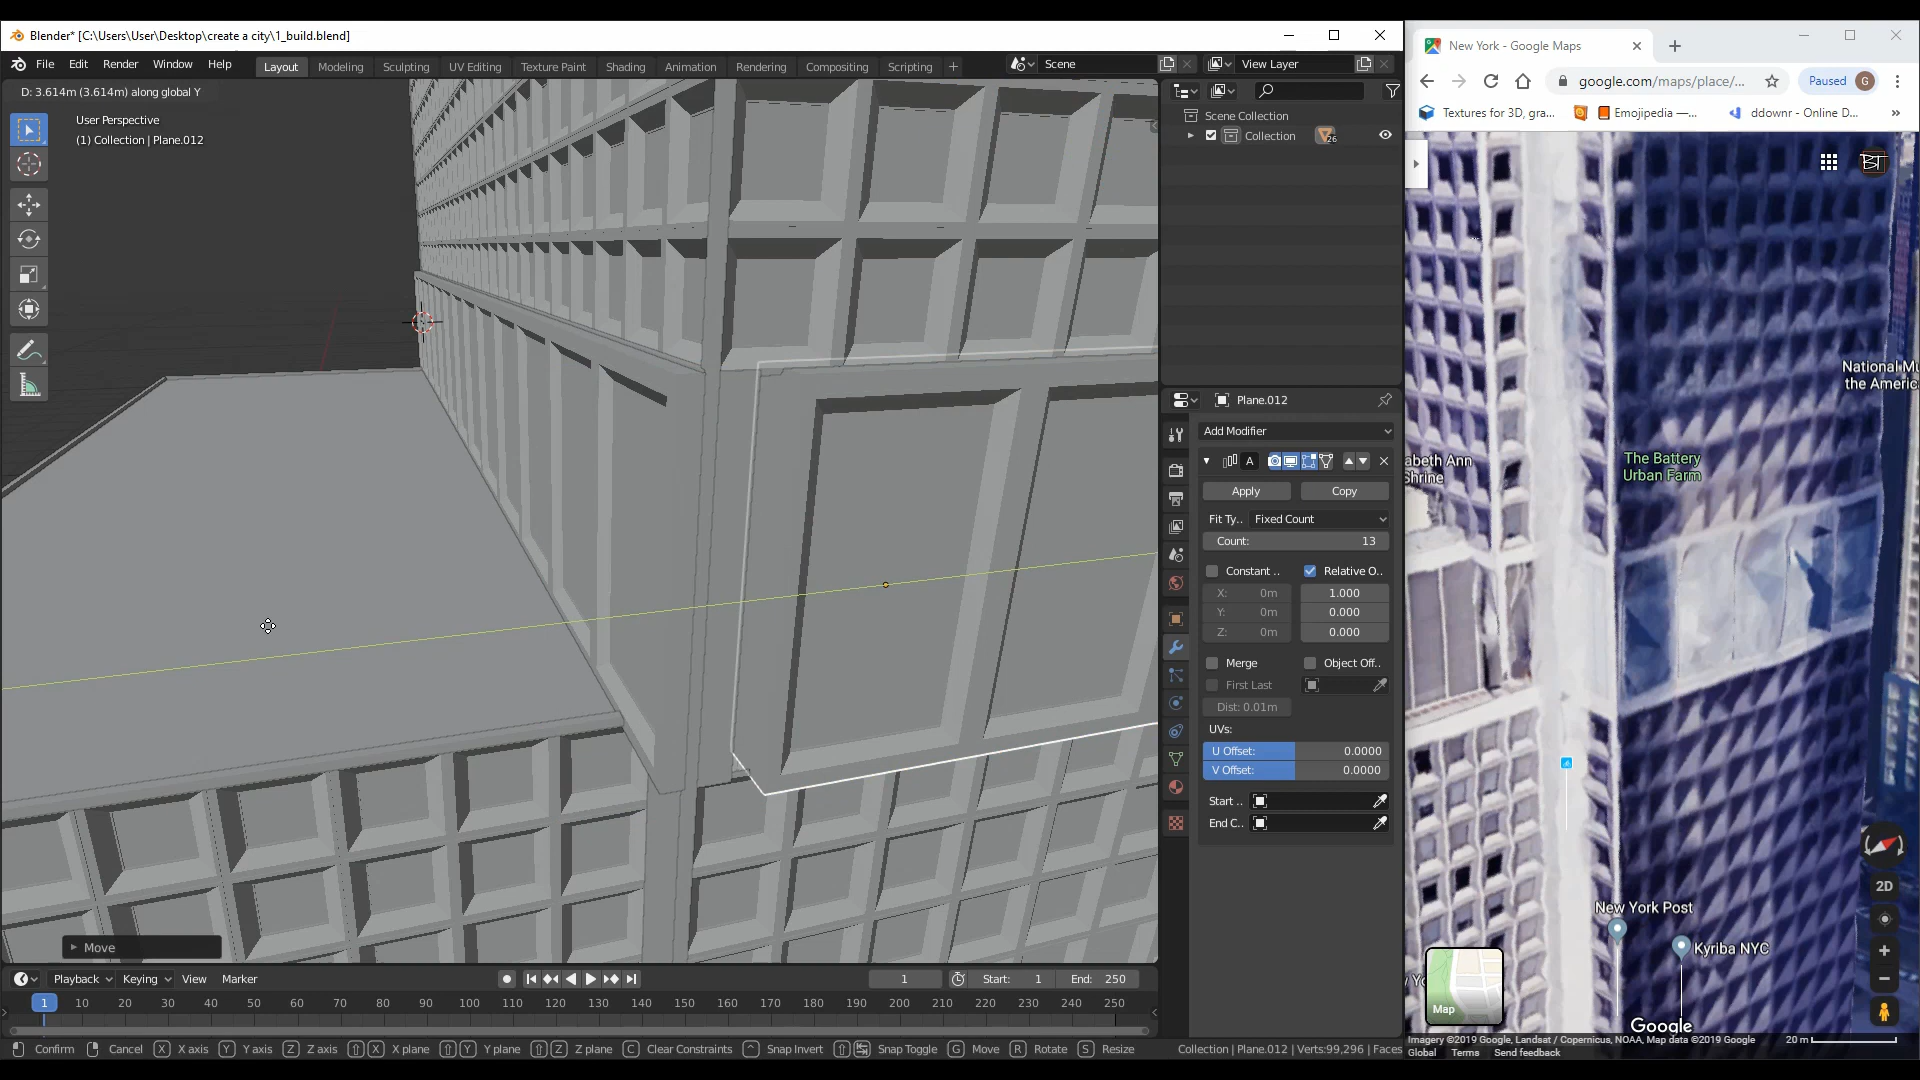 Blender* [C:\Users\User\Desktop\create a city\1_build.blend]
File Edit Render Window Help
Layout Modeling Sculpting UV Editing Texture Paint Shading Animation Rendering Compositing Scripting +
Scene
View Layer
D: 3.614m (3.614m) along global Y
User Perspective
(1) Collection | Plane.012
Move
Scene Collection
Collection
26
Plane.012
Add Modifier
A
Apply
Copy
Fit Ty.. Fixed Count
Count: 13
Constant ..
Relative O..
X: 0m 1.000
Y: 0m 0.000
Z: 0m 0.000
Merge
Object Off..
First Last
Dist: 0.01m
UVs:
U Offset: 0.0000
V Offset: 0.0000
Start ..
End C..
Playback Keying View Marker
1
Start: 1
End: 250
1 10 20 30 40 50 60 70 80 90 100 110 120 130 140 150 160 170 180 190 200 210 220 230 240 250
Confirm Cancel X X axis Y Y axis Z Z axis X X plane Y Y plane Z Z plane C Clear Constraints Snap Invert Snap Toggle G Move R Rotate S Resize
Collection | Plane.012 | Verts:99,296 | Faces
New York - Google Maps
google.com/maps/place/...
Paused
G
Textures for 3D, gra...
Emojipedia —...
ddownr - Online D...
»
BT
National Mu
the America
abeth Ann
Shrine
The Battery
Urban Farm
2D
New York Post
Kyriba NYC
Map
Google
Imagery ©2019 Google, Landsat / Copernicus, NOAA, Map data ©2019 Google
20 m
Global Terms Send feedback